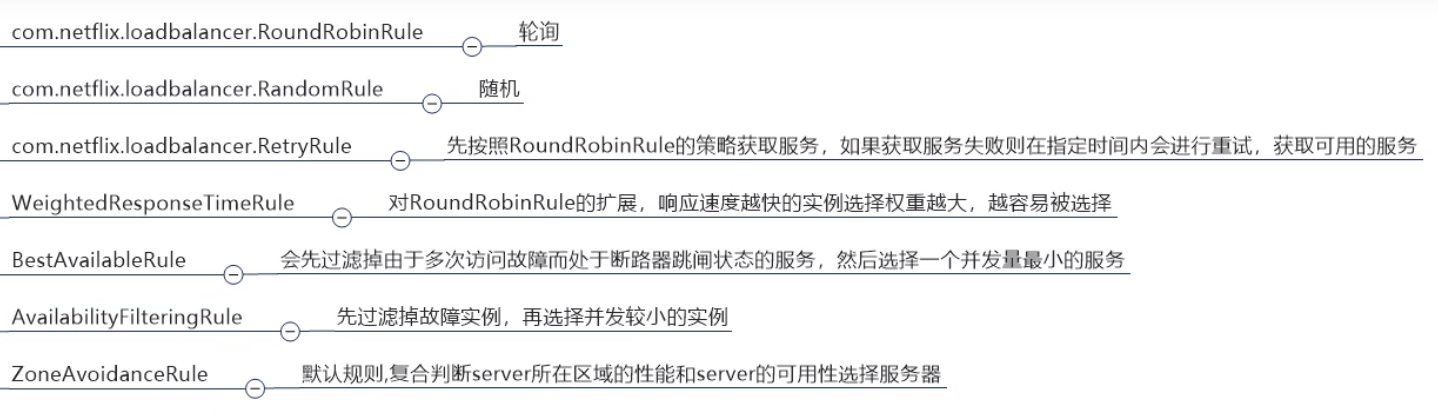 com.netflix.loadbalancer.RoundRobinRule 轮询
com.netflix.loadbalancer.RandomRule 随机
com.netflix.loadbalancer.RetryRule 先按照RoundRobinRule的策略获取服务，如果获取服务失败则在指定时间内会进行重试，获取可用的服务
WeightedResponseTimeRule 对RoundRobinRule的扩展，响应速度越快的实例选择权重越大，越容易被选择
BestAvailableRule 会先过滤掉由于多次访问故障而处于断路器跳闸状态的服务，然后选择一个并发量最小的服务
AvailabilityFilteringRule 先过滤掉故障实例，再选择并发较小的实例
ZoneAvoidanceRule 默认规则,复合判断server所在区域的性能和server的可用性选择服务器